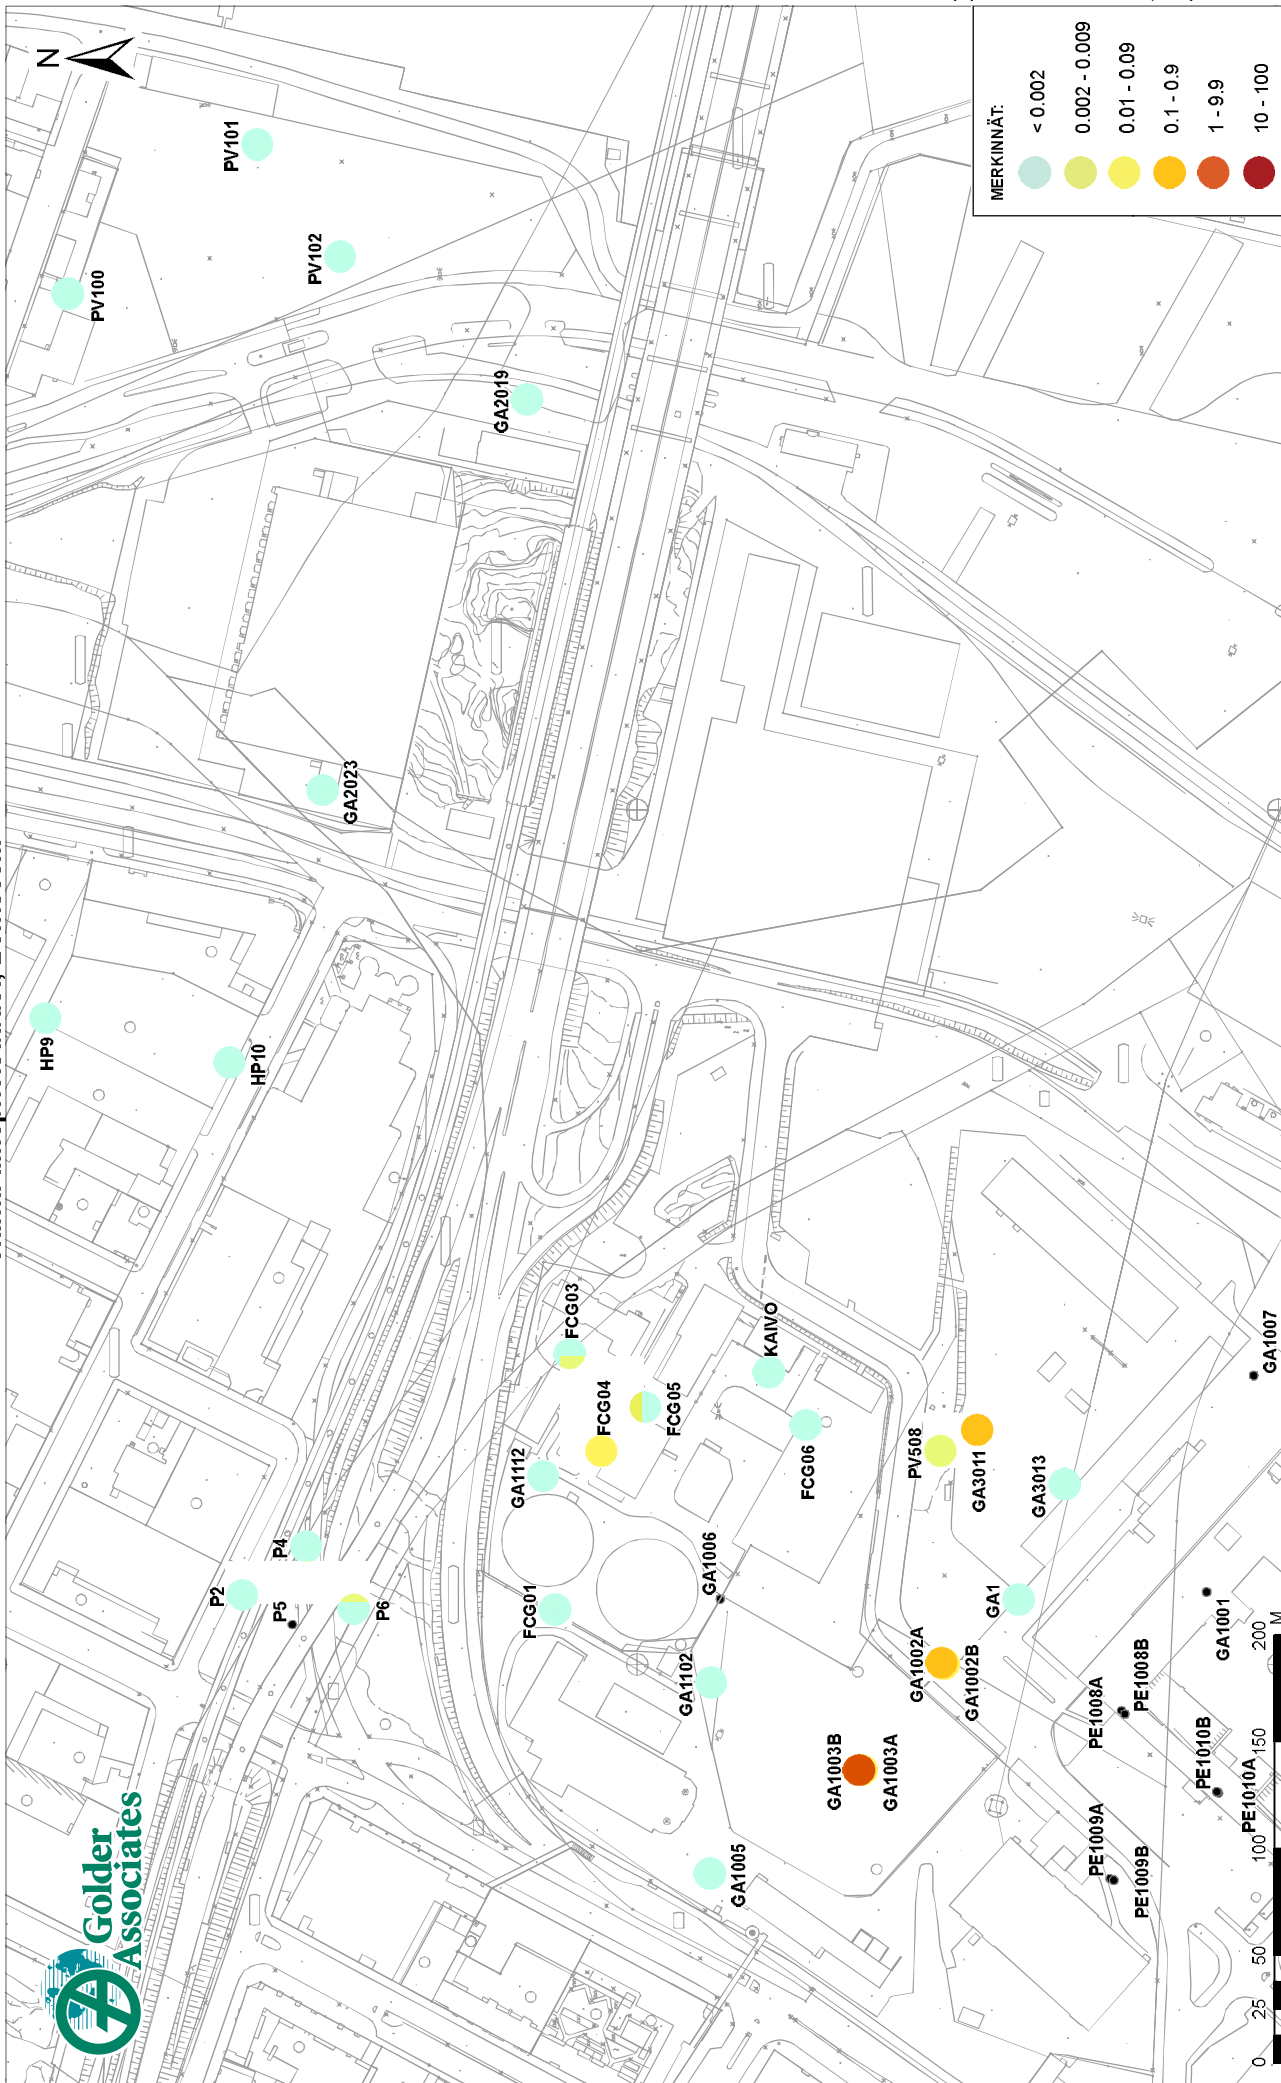 N
PV101
PV102
PV100
GA2019
GA2023
HP9
HP10
MERKINNÄT:
< 0.002
0.002 - 0.009
0.01 - 0.09
0.1 - 0.9
1 - 9.9
10 - 100
FCG03
FCG04
FCG05
KAIVO
GA1112
FCG06
PV508
GA3011
GA3013
GA1007
P4
P2
P5
P6
FCG01
GA1006
GA1102
GA1
GA1002A
GA1002B
GA1001
PE1008A
PE1008B
GA1003B
GA1003A
PE1010B
PE1010A
GA1005
PE1009A
PE1009B
Golder
Associates
0 25 50 100 150 200
M